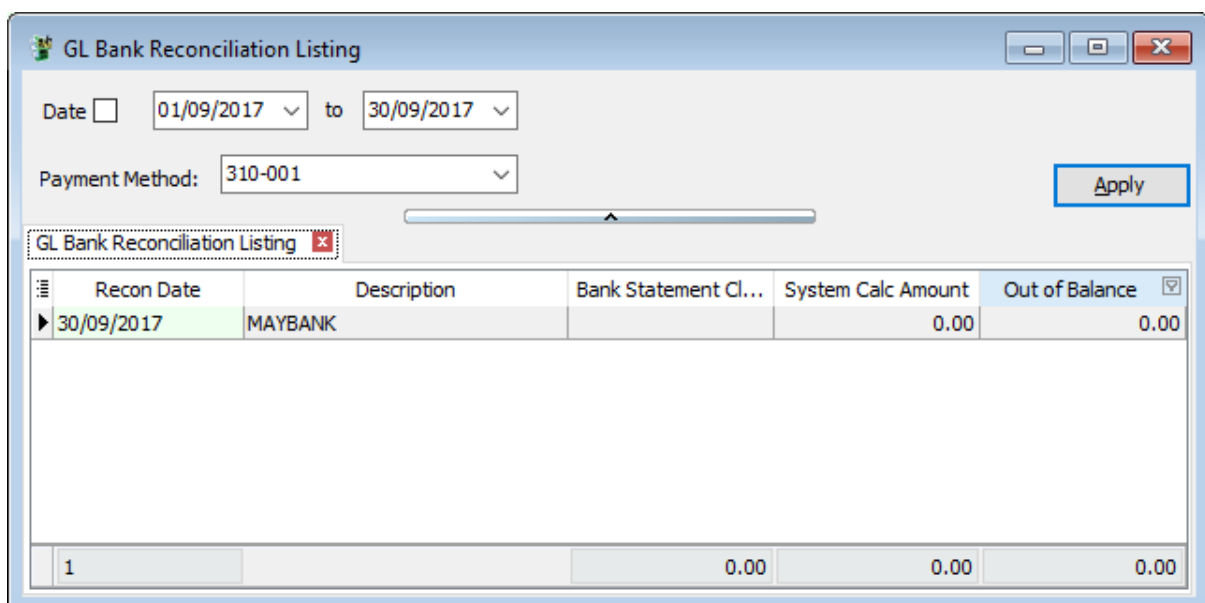 GL Bank Reconciliation Listing
Date 01/09/2017 to 30/09/2017
Payment Method: 310-001
Apply
GL Bank Reconciliation Listing
Recon Date Description Bank Statement Cl... System Calc Amount Out of Balance
30/09/2017 MAYBANK 0.00 0.00
1 0.00 0.00 0.00